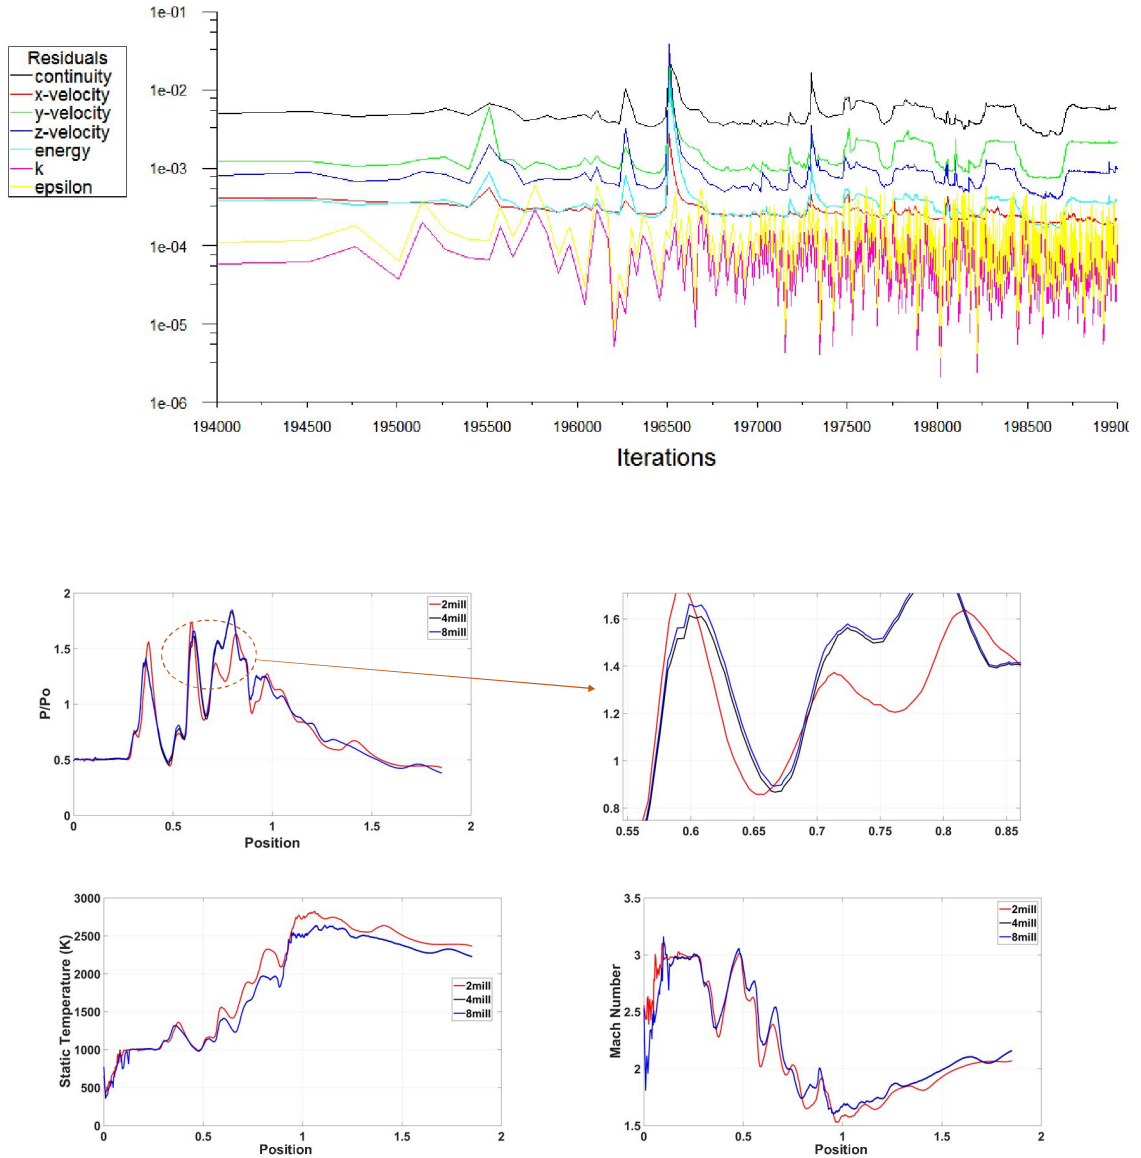 1e-01
1e-02
1e-03
1e-04
1e-05
1e-06
Residuals
continuity
x-velocity
y-velocity
z-velocity
energy
k
epsilon
194000 194500 195000 195500 196000 196500 197000 197500 198000 198500 199000
Iterations
2
1.5
1
0.5
0
P/Po
2mill
4mill
8mill
0 0.5 1 1.5 2
Position
1.6
1.4
1.2
1
0.8
0.55 0.6 0.65 0.7 0.75 0.8 0.85
3000
2500
2000
1500
1000
500
0
Static Temperature (K)
2mill
4mill
8mill
0 0.5 1 1.5 2
Position
3.5
3
2.5
2
1.5
Mach Number
2mill
4mill
8mill
0 0.5 1 1.5 2
Position